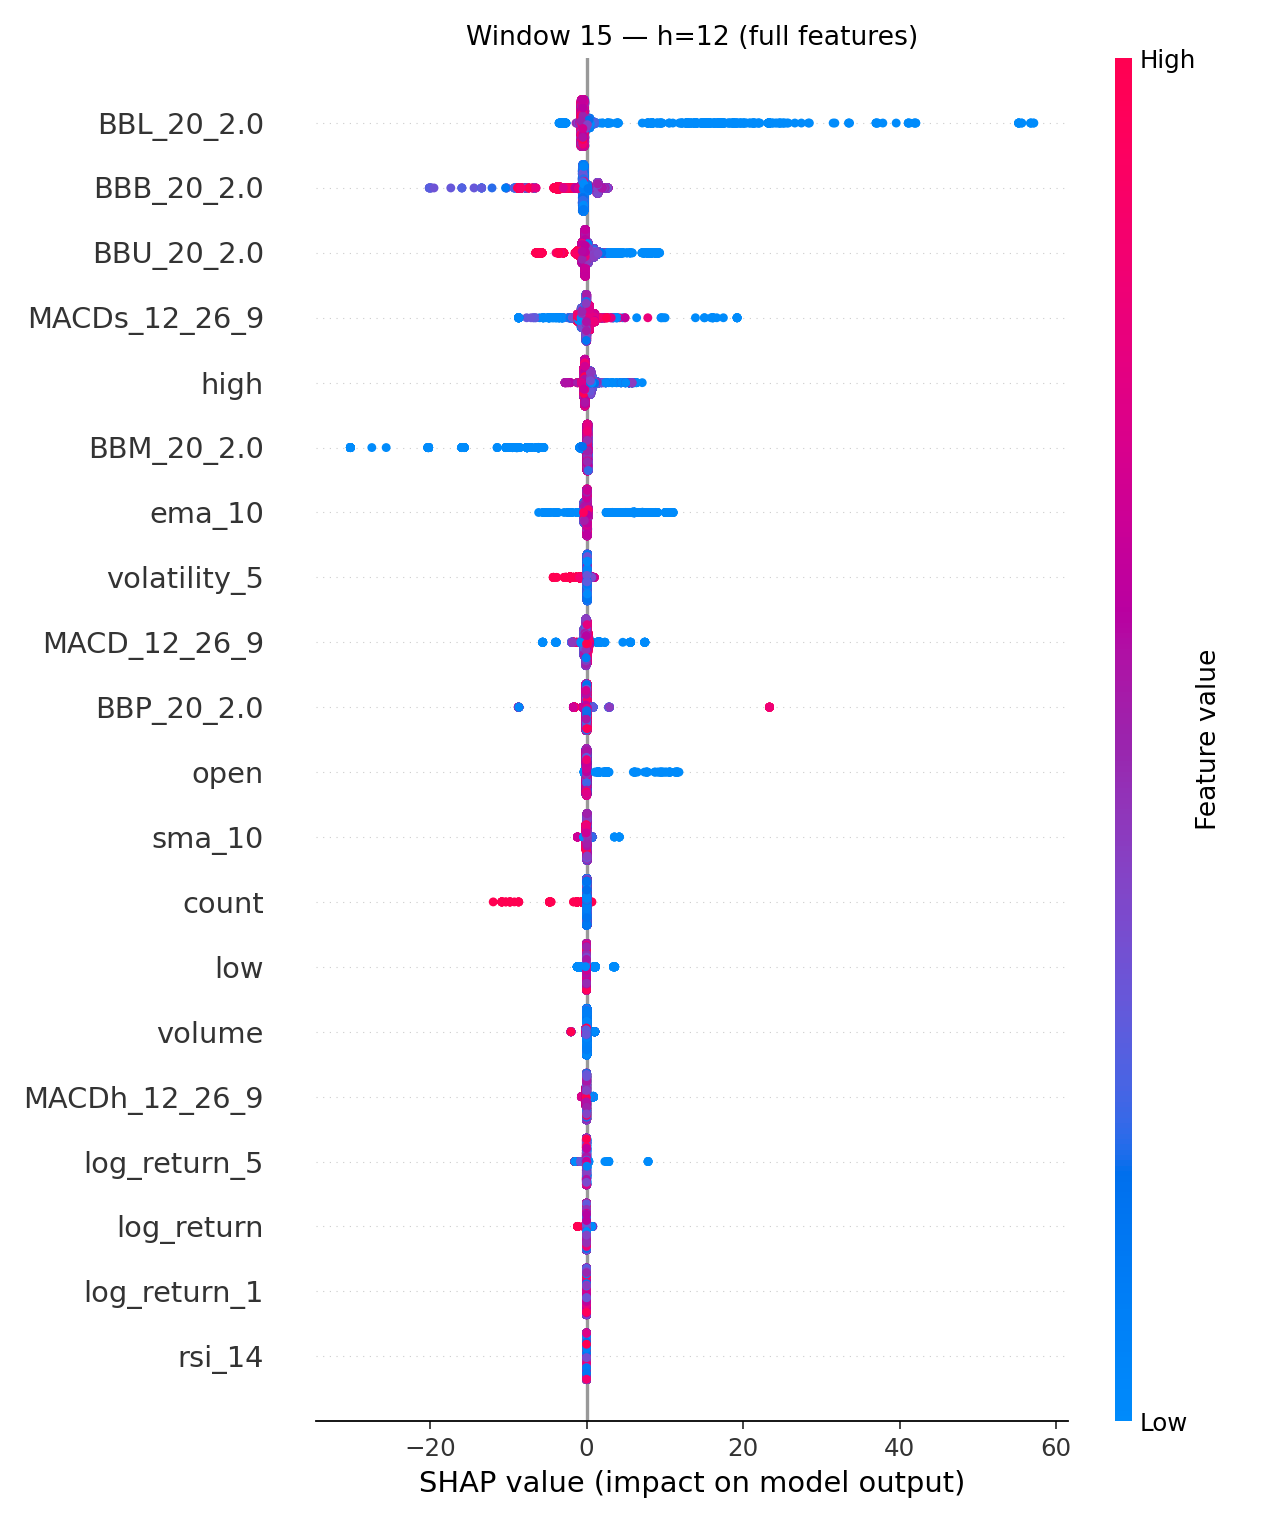 Window 15 — h=12 (full features)
High
BBL_20_2.0
BBB_20_2.0
BBU_20_2.0
MACDs_12_26_9
high
BBM_20_2.0
ema_10
volatility_5
MACD_12_26_9
BBP_20_2.0
open
sma_10
count
low
volume
MACDh_12_26_9
log_return_5
log_return
log_return_1
rsi_14
Feature value
Low
−20 0 20 40 60
SHAP value (impact on model output)